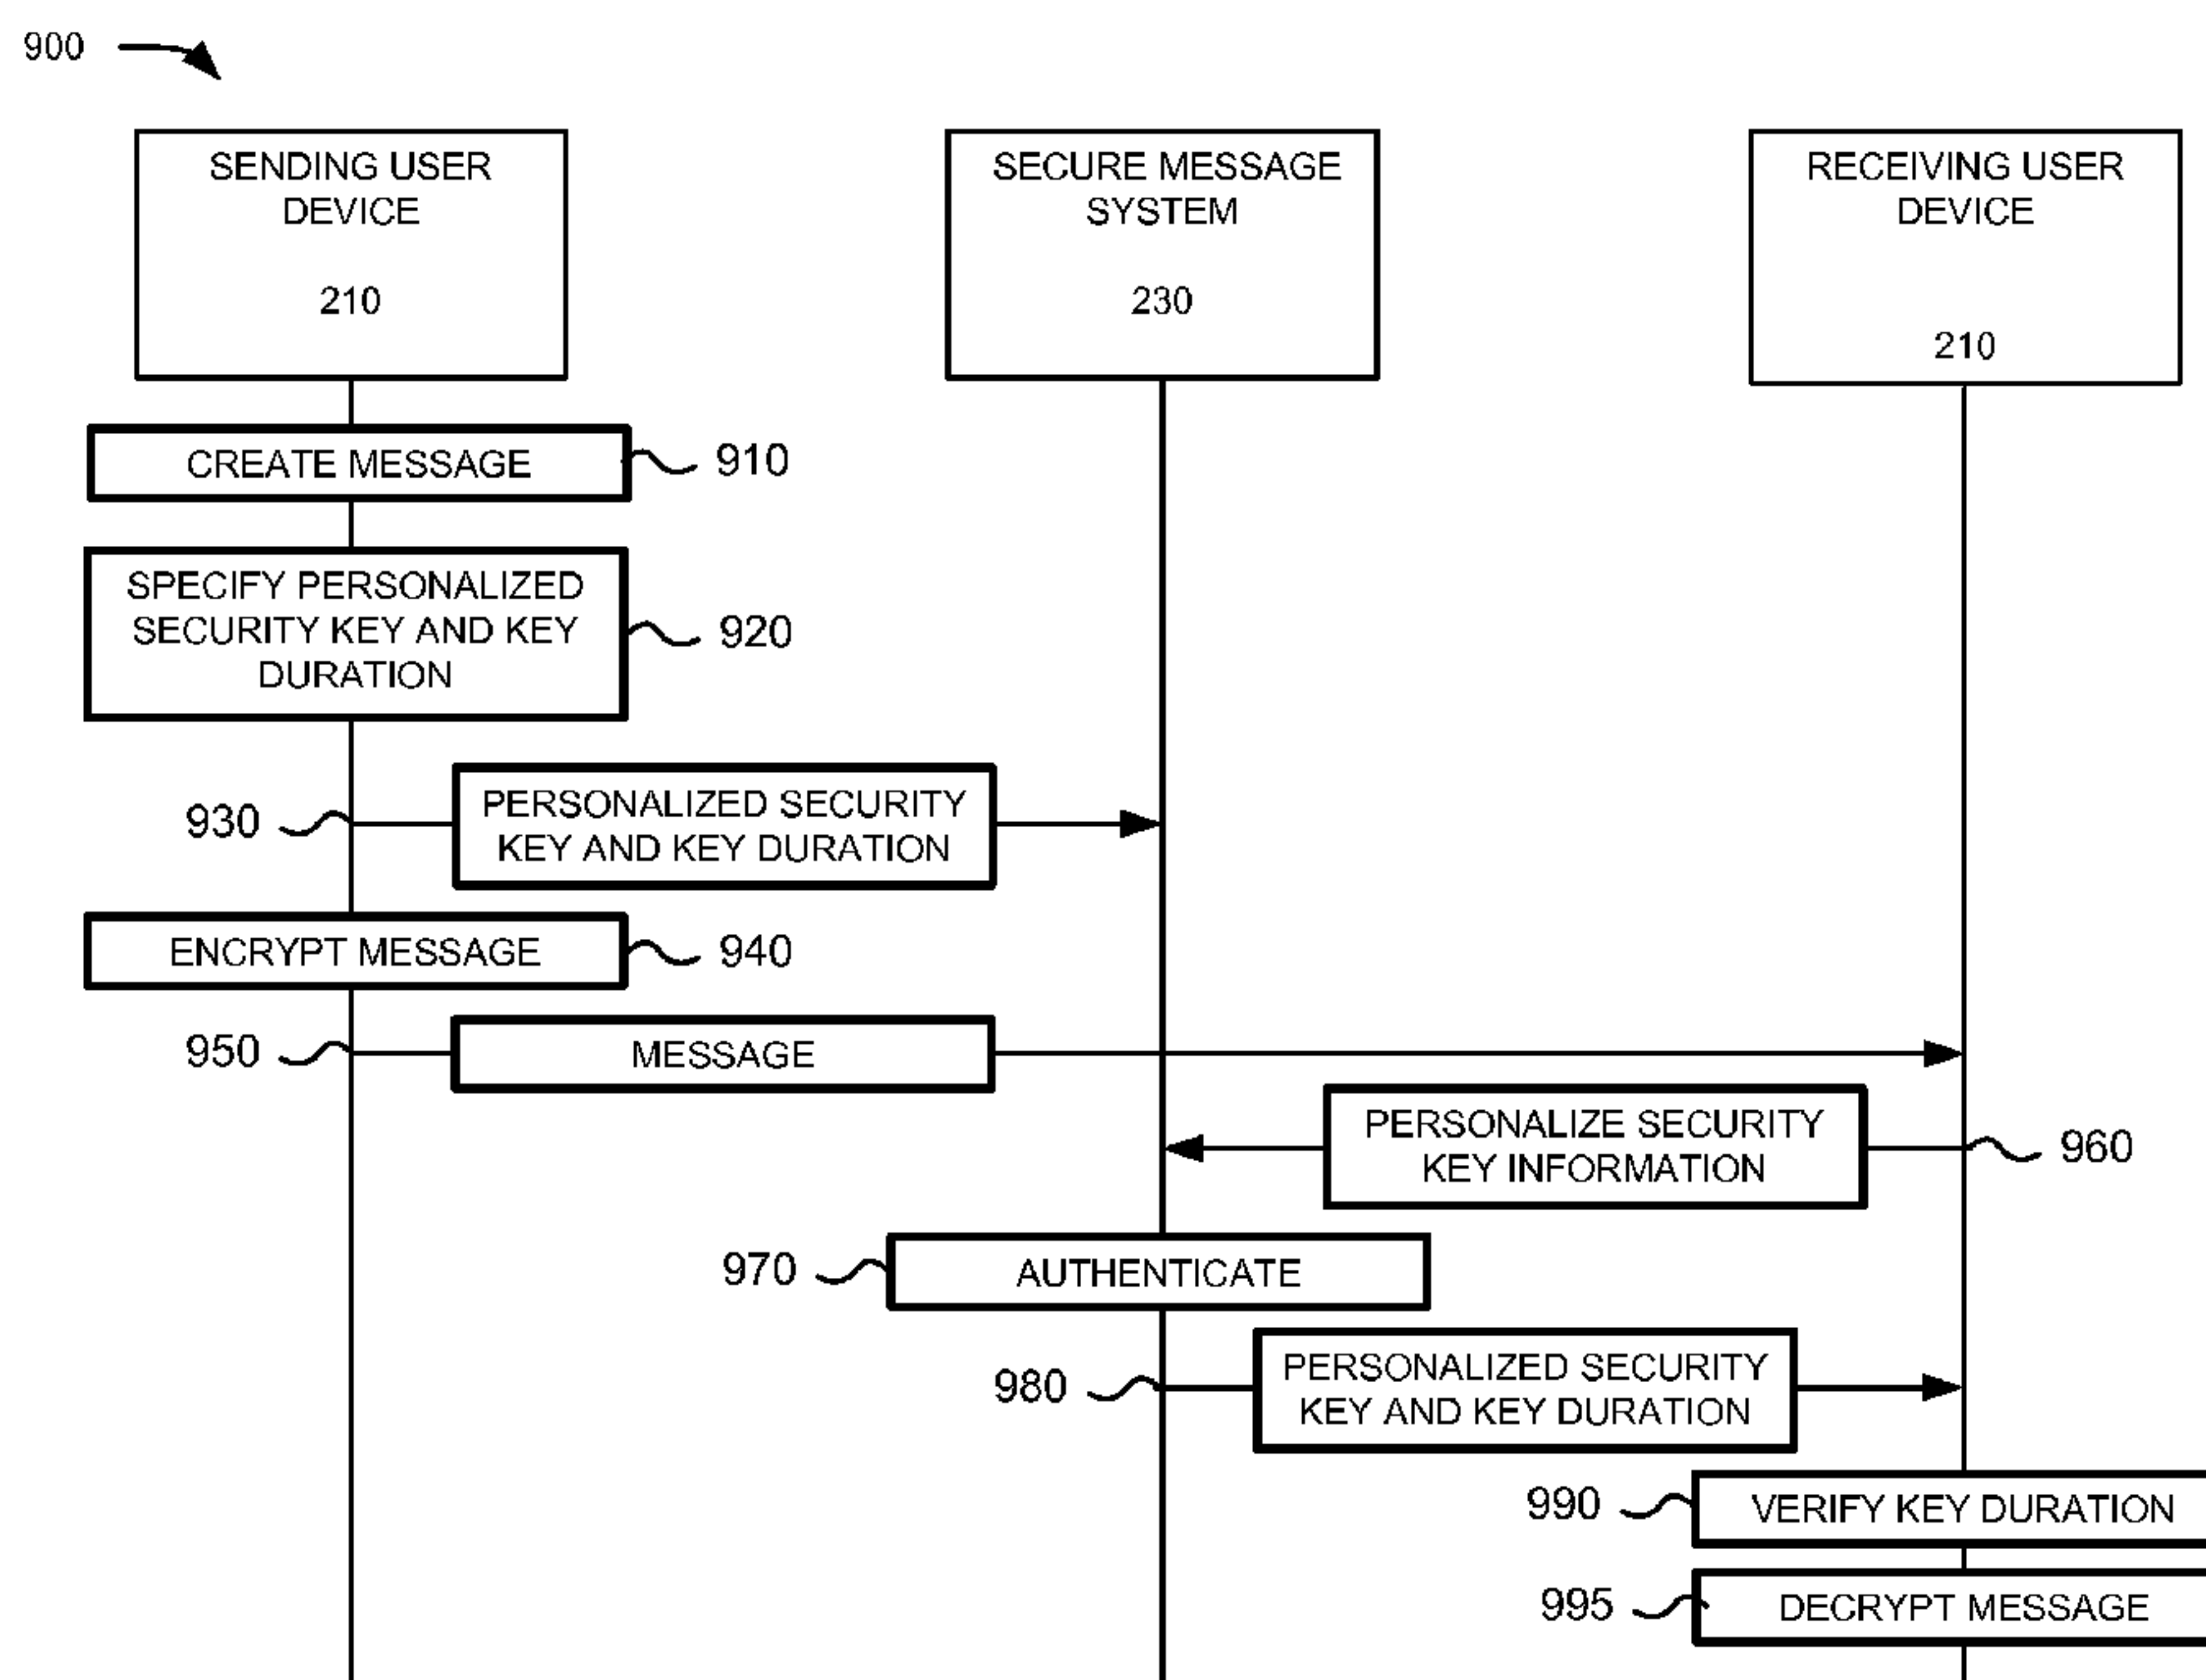 900
SENDING USER
DEVICE
210
SECURE MESSAGE
SYSTEM
230
RECEIVING USER
DEVICE
210
CREATE MESSAGE
910
SPECIFY PERSONALIZED
SECURITY KEY AND KEY
DURATION
920
930
PERSONALIZED SECURITY
KEY AND KEY DURATION
ENCRYPT MESSAGE
940
950
MESSAGE
PERSONALIZE SECURITY
KEY INFORMATION
960
970
AUTHENTICATE
980
PERSONALIZED SECURITY
KEY AND KEY DURATION
990
VERIFY KEY DURATION
995
DECRYPT MESSAGE